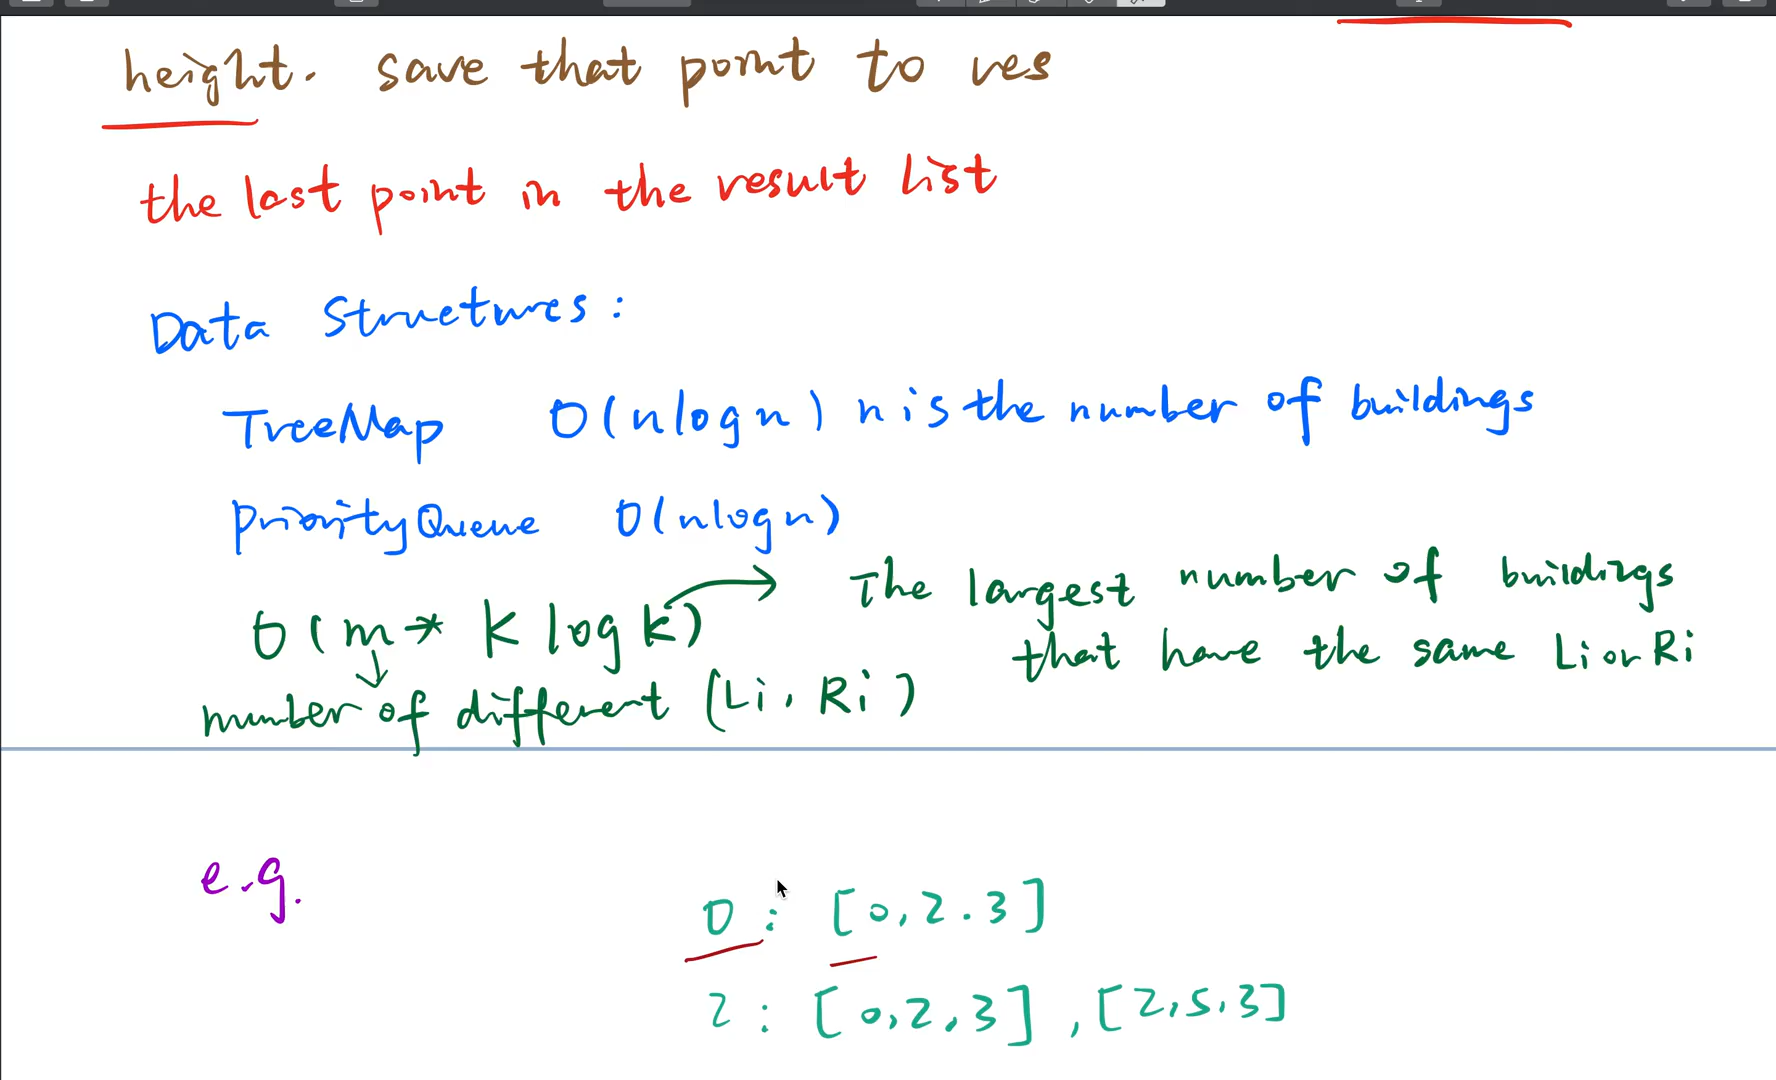 height. save that point to res
the last point in the result list
Data Structures:
TreeMap O(nlogn) n is the number of buildings
PriorityQueue O(nlogn)
O(m* K log k) → The largest number of buildings
that have the same Li or Ri
number of different (Li, Ri)
e.g.
0: [0,2.3]
2: [0,2,3], [2,5,3]